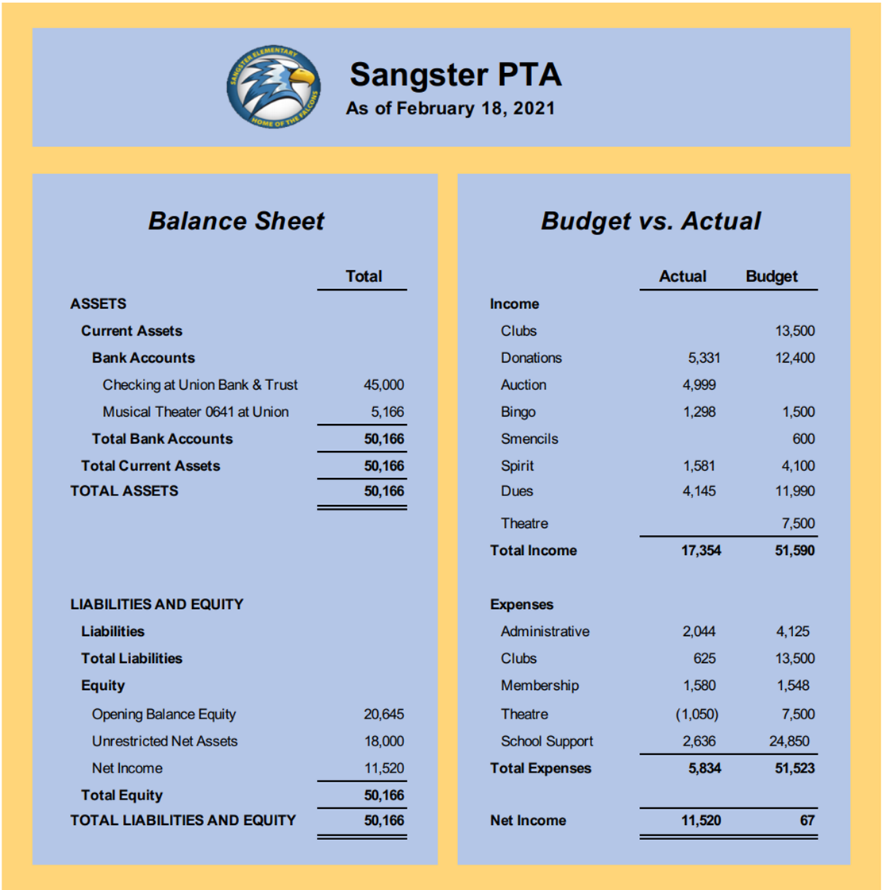 SANGSTER ELEMENTARY
HOME OF THE FALCONS
Sangster PTA
As of February 18, 2021
Balance Sheet
Total
ASSETS
Current Assets
Bank Accounts
Checking at Union Bank & Trust 45,000
Musical Theater 0641 at Union 5,166
Total Bank Accounts 50,166
Total Current Assets 50,166
TOTAL ASSETS 50,166
LIABILITIES AND EQUITY
Liabilities
Total Liabilities
Equity
Opening Balance Equity 20,645
Unrestricted Net Assets 18,000
Net Income 11,520
Total Equity 50,166
TOTAL LIABILITIES AND EQUITY 50,166
Budget vs. Actual
Actual Budget
Income
Clubs 13,500
Donations 5,331 12,400
Auction 4,999
Bingo 1,298 1,500
Smencils 600
Spirit 1,581 4,100
Dues 4,145 11,990
Theatre 7,500
Total Income 17,354 51,590
Expenses
Administrative 2,044 4,125
Clubs 625 13,500
Membership 1,580 1,548
Theatre (1,050) 7,500
School Support 2,636 24,850
Total Expenses 5,834 51,523
Net Income 11,520 67